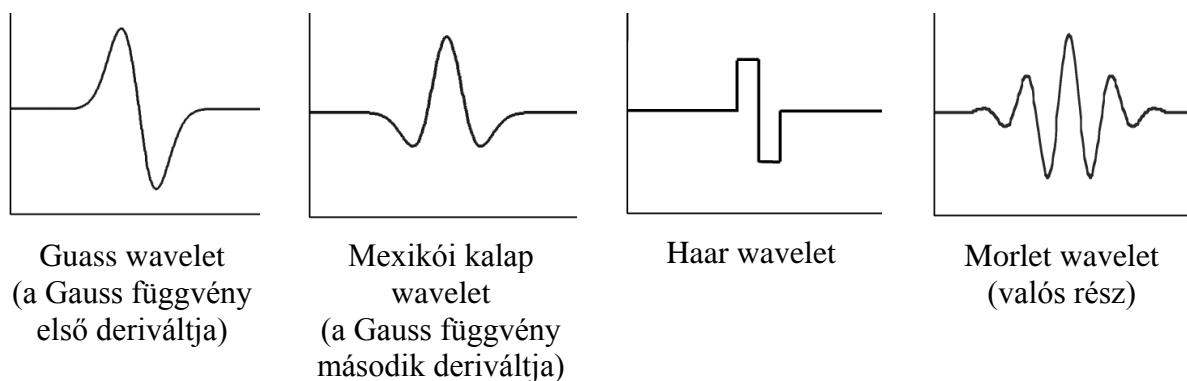 Guass wavelet
(a Gauss függvény
első deriváltja)
Mexikói kalap
wavelet
(a Gauss függvény
második deriváltja)
Haar wavelet
Morlet wavelet
(valós rész)